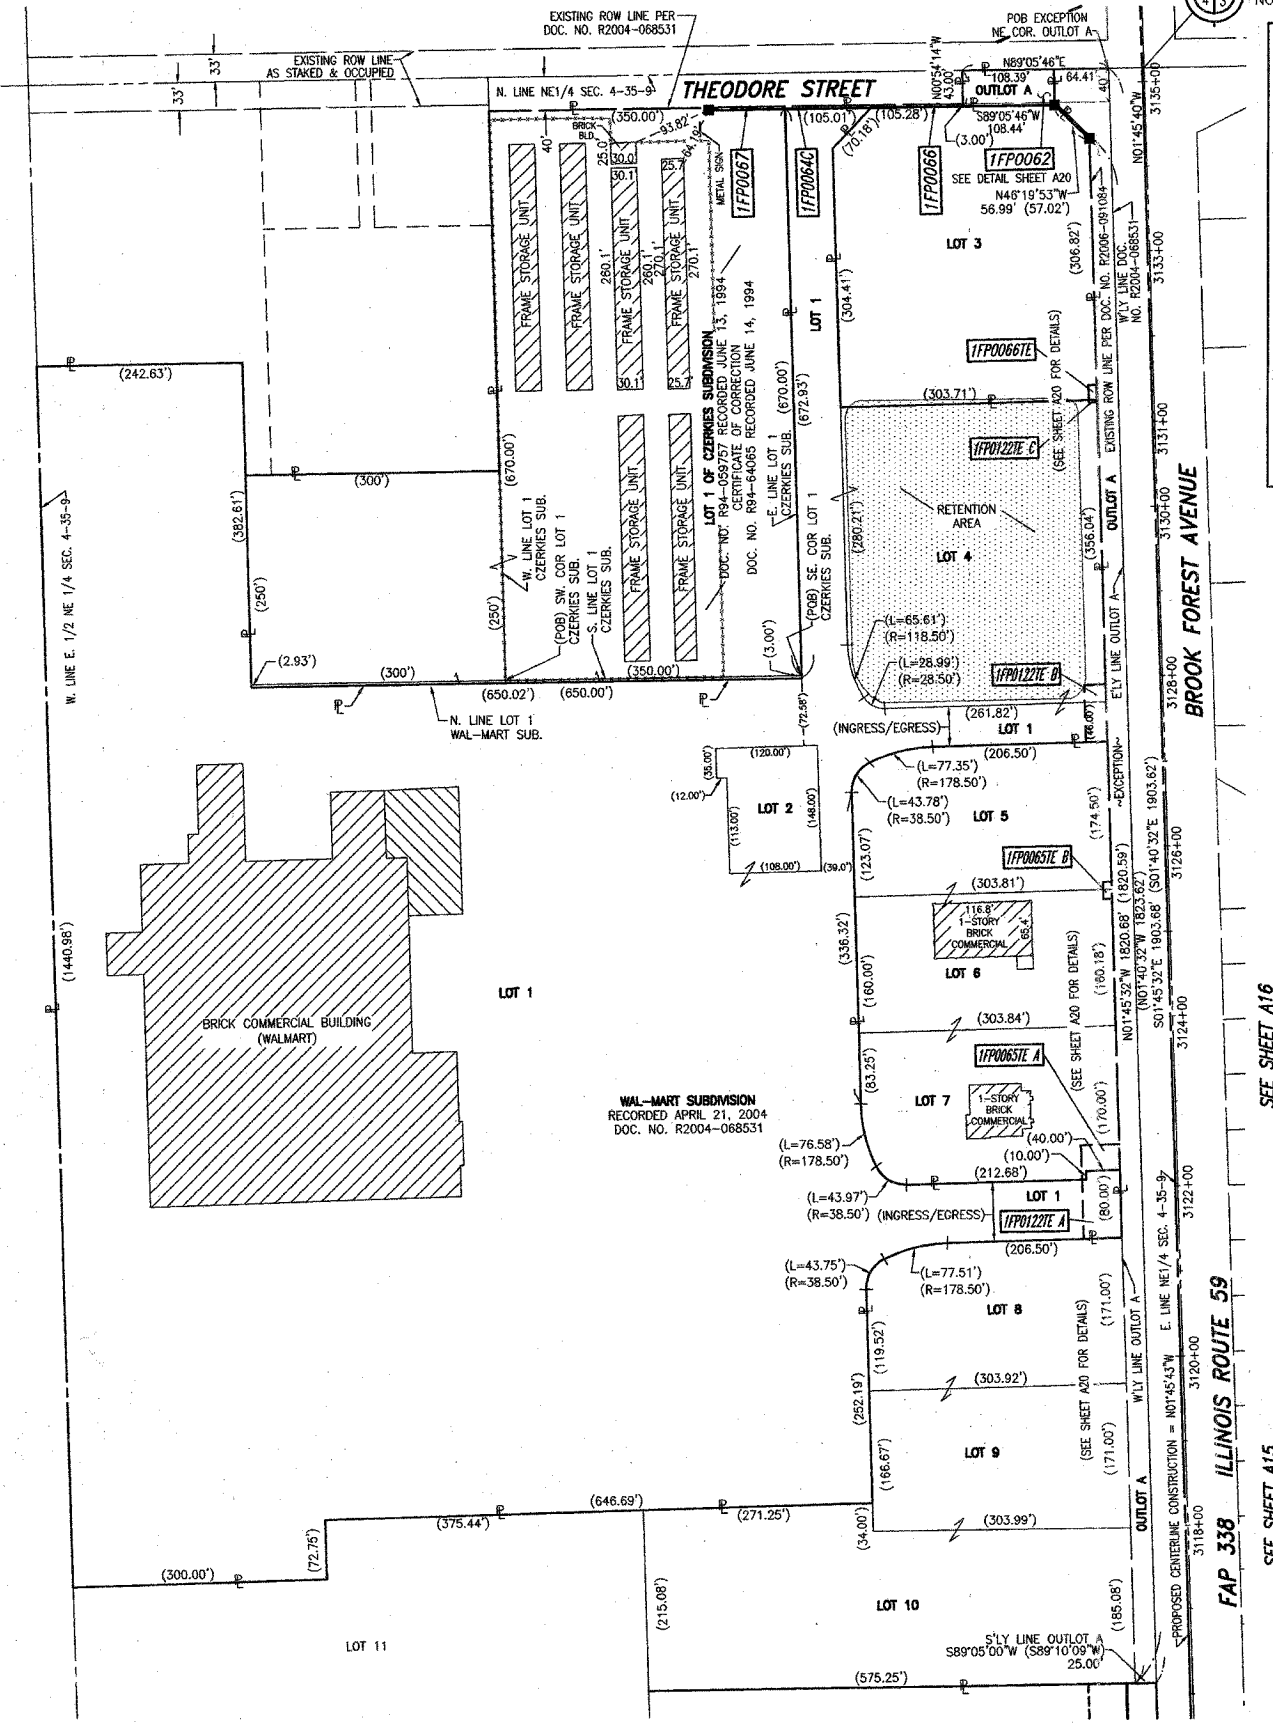 EXISTING ROW LINE PER
DOC. NO. R2004-068531
POB EXCEPTION
NE COR. OUTLOT A
4
3
EXISTING ROW LINE
AS STAKED & OCCUPIED
33'
33'
N. LINE NE1/4 SEC. 4-35-9
THEODORE STREET
N00°54'14"W
43.00'
N89°05'46"E
108.39'
64.41'
40'
OUTLOT A
S89°05'46"W
108.44'
3135+00
N01°45'40"W
(350.00')
93.82'
64.19'
(105.01')
105.28'
(70.18')
(3.00')
40'
BRICK
BLD.
25.0'
30.0'
30.1'
25.7'
METAL SIGN
1FP0067
1FP0064C
1FP0066
1FP0062
SEE DETAIL SHEET A20
N46°19'53"W
56.99' (57.02')
FRAME STORAGE UNIT
FRAME STORAGE UNIT
FRAME STORAGE UNIT
FRAME STORAGE UNIT
260.1'
260.1'
270.1'
270.1'
30.1'
25.7'
LOT 3
(306.82')
EXISTING ROW LINE PER DOC. NO. R2006-091084
W'LY LINE DOC.
NO. R2004-068531
3133+00
LOT 1
(304.41')
(242.63')
LOT 1 OF CZERKIES SUBDIVISION
DOC. NO. R94-059757 RECORDED JUNE 13, 1994
CERTIFICATE OF CORRECTION
DOC. NO. R94-64065 RECORDED JUNE 14, 1994
(670.00')
(672.93')
1FP0066TE
(SEE SHEET A20 FOR DETAILS)
(303.71')
1FP0122TE C
3131+00
W. LINE E. 1/2 NE 1/4 SEC. 4-35-9
(300')
(382.61')
(250')
(670.00')
(250')
W. LINE LOT 1
CZERKIES SUB.
(POB) SW. COR LOT 1
CZERKIES SUB.
S. LINE LOT 1
CZERKIES SUB.
FRAME STORAGE UNIT
FRAME STORAGE UNIT
E. LINE LOT 1
CZERKIES SUB.
(POB) SE. COR LOT 1
CZERKIES SUB.
(280.21')
RETENTION
AREA
LOT 4
(356.04')
OUTLOT A
3130+00
BROOK FOREST AVENUE
(L=65.61')
(R=118.50')
(L=28.99')
(R=28.50')
1FP0122TE B
E'LY LINE OUTLOT A
3128+00
(2.93')
(300')
(650.02')
(650.00')
(350.00')
(3.00')
N. LINE LOT 1
WAL-MART SUB.
(72.58')
(INGRESS/EGRESS)
(261.82')
LOT 1
(46.00')
(206.50')
(120.00')
(35.00')
(12.00')
LOT 2
(113.00')
(148.00')
(108.00')
(39.0')
(L=77.35')
(R=178.50')
(L=43.78')
(R=38.50')
LOT 5
(123.07')
(174.50')
~EXCEPTION~
1FP0065TE B
3126+00
(303.81')
116.8'
1-STORY
BRICK
COMMERCIAL
65.4'
LOT 6
(336.32')
(160.00')
(160.18')
N01°45'32"W 1820.68' (1820.59')
(N01°40'32"W 1823.62')
S01°45'32"E 1903.68' (S01°40'32"E 1903.62')
(SEE SHEET A20 FOR DETAILS)
3124+00
(1440.98')
LOT 1
BRICK COMMERCIAL BUILDING
(WALMART)
(303.84')
1FP0065TE A
(83.25')
LOT 7
1-STORY
BRICK
COMMERCIAL
(170.00')
WAL-MART SUBDIVISION
RECORDED APRIL 21, 2004
DOC. NO. R2004-068531
(L=76.58')
(R=178.50')
(40.00')
(10.00')
(212.68')
(L=43.97')
(R=38.50')
(INGRESS/EGRESS)
LOT 1
1FP0122TE A
(80.00')
3122+00
(206.50')
(L=43.75')
(R=38.50')
(L=77.51')
(R=178.50')
LOT 8
(171.00')
(119.52')
(SEE SHEET A20 FOR DETAILS)
W'LY LINE OUTLOT A
PROPOSED CENTERLINE CONSTRUCTION = N01°45'43"W
E. LINE NE1/4 SEC. 4-35-9
3120+00
(303.92')
(252.19')
(166.67')
LOT 9
(171.00')
SEE SHEET A16
SEE SHEET A15
FAP 338 ILLINOIS ROUTE 59
(646.69')
(375.44')
(271.25')
(72.75')
(34.00')
(303.99')
OUTLOT A
3118+00
(300.00')
(215.08')
LOT 10
(185.08')
LOT 11
S'LY LINE OUTLOT A
S89°05'00"W (S89°10'09"W)
25.00'
(575.25')